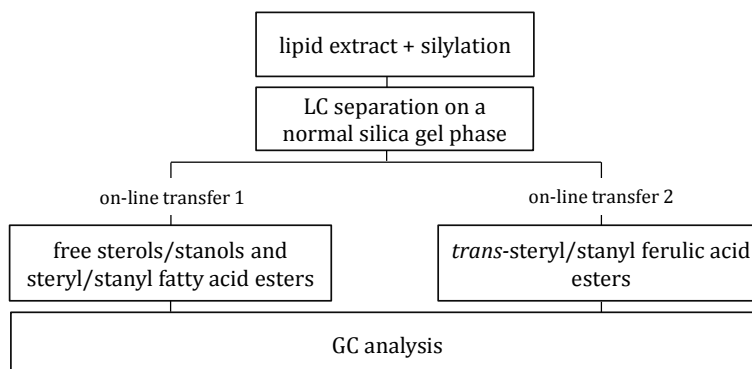 lipid extract + silylation
LC separation on a
normal silica gel phase
on-line transfer 1
on-line transfer 2
free sterols/stanols and
steryl/stanyl fatty acid esters
trans-steryl/stanyl ferulic acid
esters
GC analysis